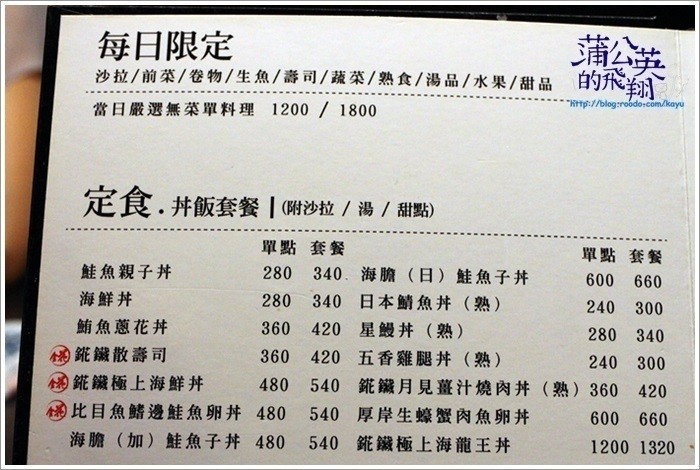 每日限定
沙拉/前菜/卷物/生魚/壽司/蔬菜/熟食/湯品/水果/甜品
當日嚴選無菜單料理 1200 / 1800
蒲公英
的飛翔
http://blog.roodo.com/kayu
定食.丼飯套餐 | (附沙拉 / 湯 / 甜點)
單點 套餐
鮭魚親子丼 280 340
海鮮丼 280 340
鮪魚蔥花丼 360 420
鉈鐵散壽司 360 420
鉈鐵極上海鮮丼 480 540
比目魚鰭邊鮭魚卵丼 480 540
海膽（加）鮭魚子丼 480 540
單點 套餐
海膽（日）鮭魚子丼 600 660
日本鯖魚丼（熟） 240 300
星鰻丼（熟） 280 340
五香雞腿丼（熟） 240 300
鉈鐵月見薑汁燒肉丼（熟） 360 420
厚岸生蠔蟹肉魚卵丼 600 660
鉈鐵極上海龍王丼 1200 1320